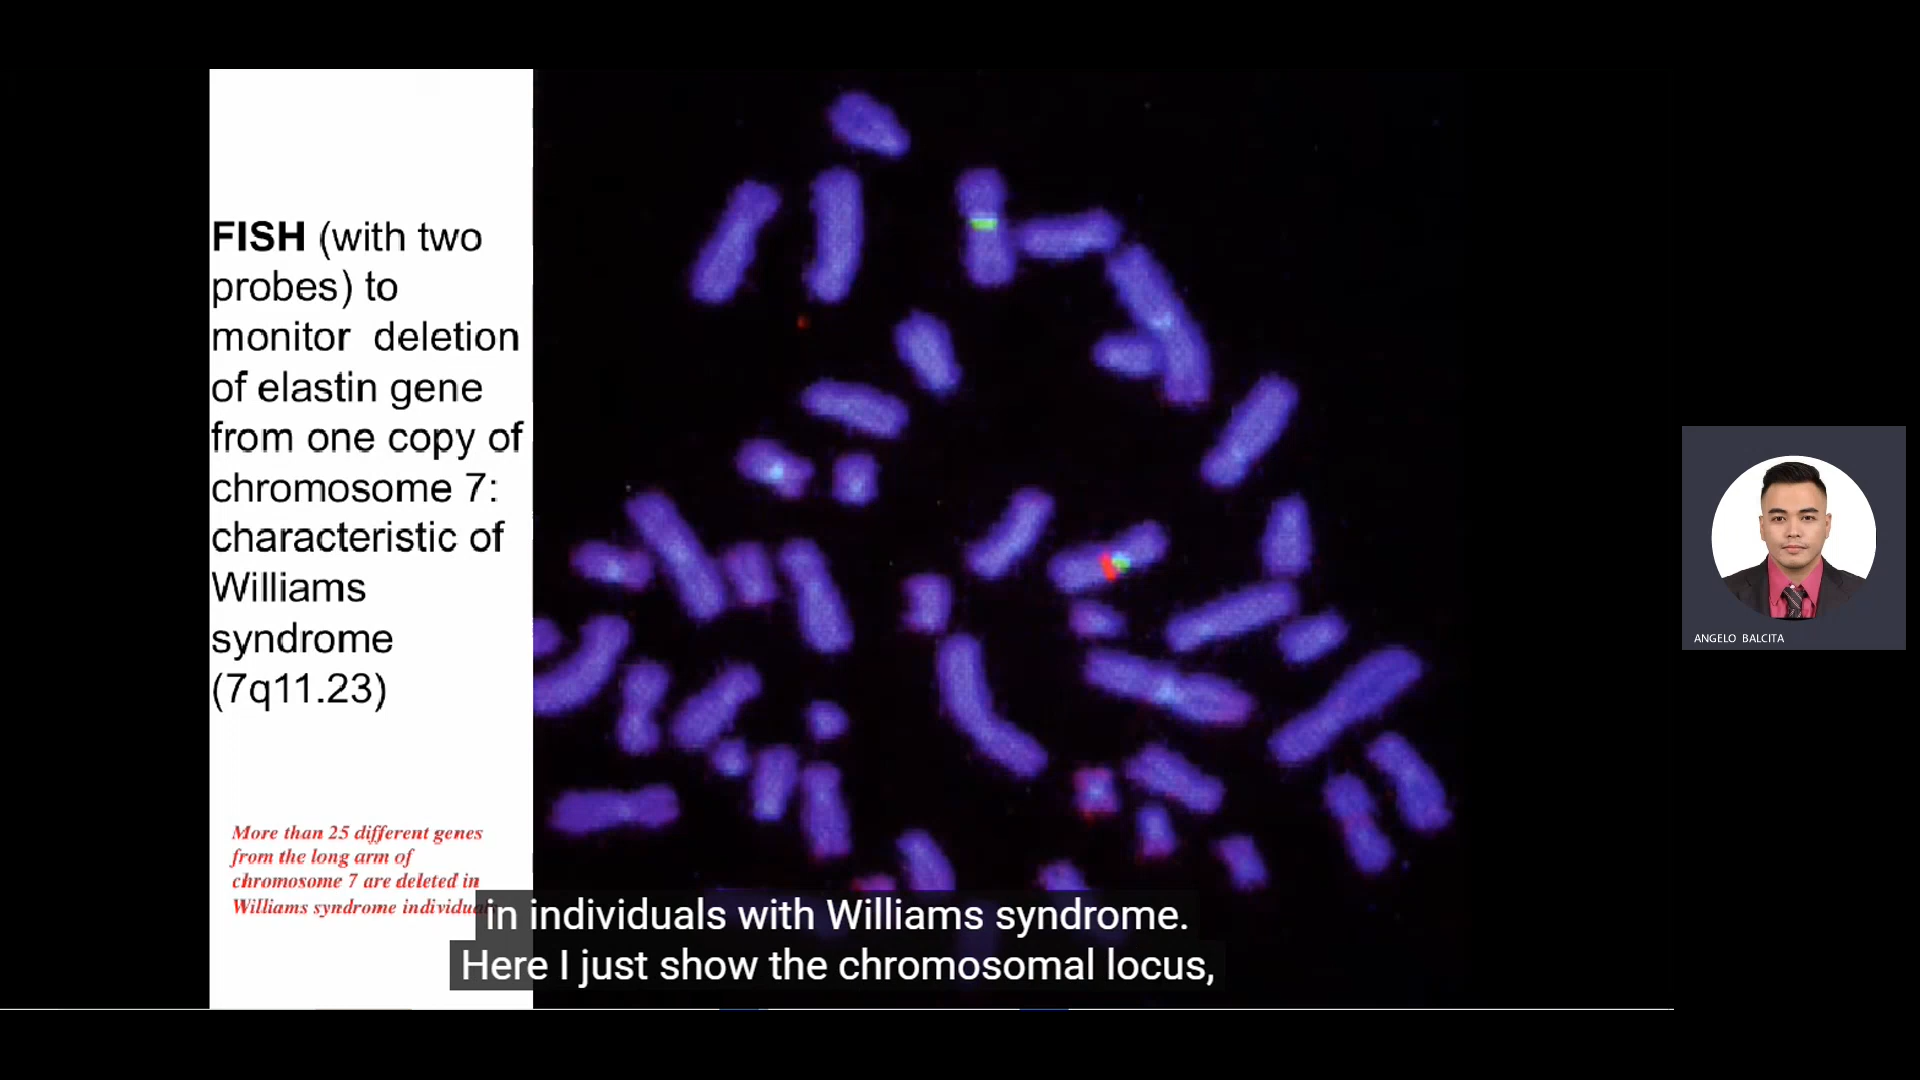 FISH (with two
probes) to
monitor deletion
of elastin gene
from one copy of
chromosome 7:
characteristic of
Williams
syndrome
(7q11.23)
More than 25 different genes
from the long arm of
chromosome 7 are deleted in
Williams syndrome individuals
in individuals with Williams syndrome.
Here I just show the chromosomal locus,
ANGELO BALCITA